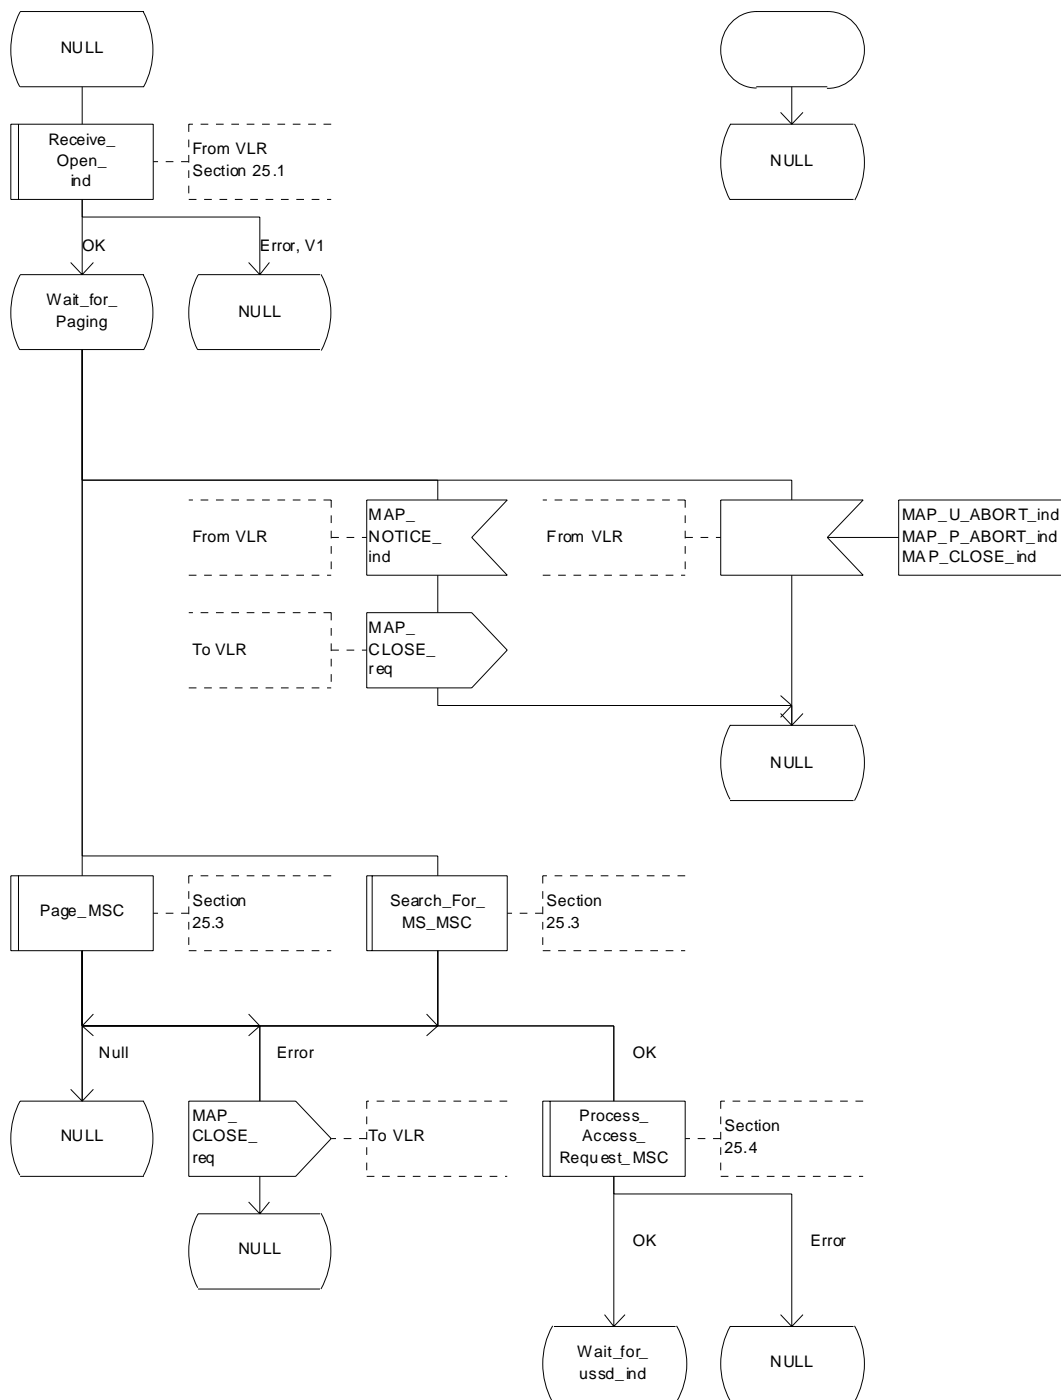 NULL
Receive_
Open_
ind
From VLR
Section 25.1
NULL
OK
Error, V1
Wait_for_
Paging
NULL
From VLR
MAP_
NOTICE_
ind
From VLR
MAP_U_ABORT_ind
MAP_P_ABORT_ind
MAP_CLOSE_ind
To VLR
MAP_
CLOSE_
req
NULL
Page_MSC
Section
25.3
Search_For_
MS_MSC
Section
25.3
Null
Error
OK
NULL
MAP_
CLOSE_
req
To VLR
Process_
Access_
Request_MSC
Section
25.4
NULL
OK
Error
Wait_for_
ussd_ind
NULL